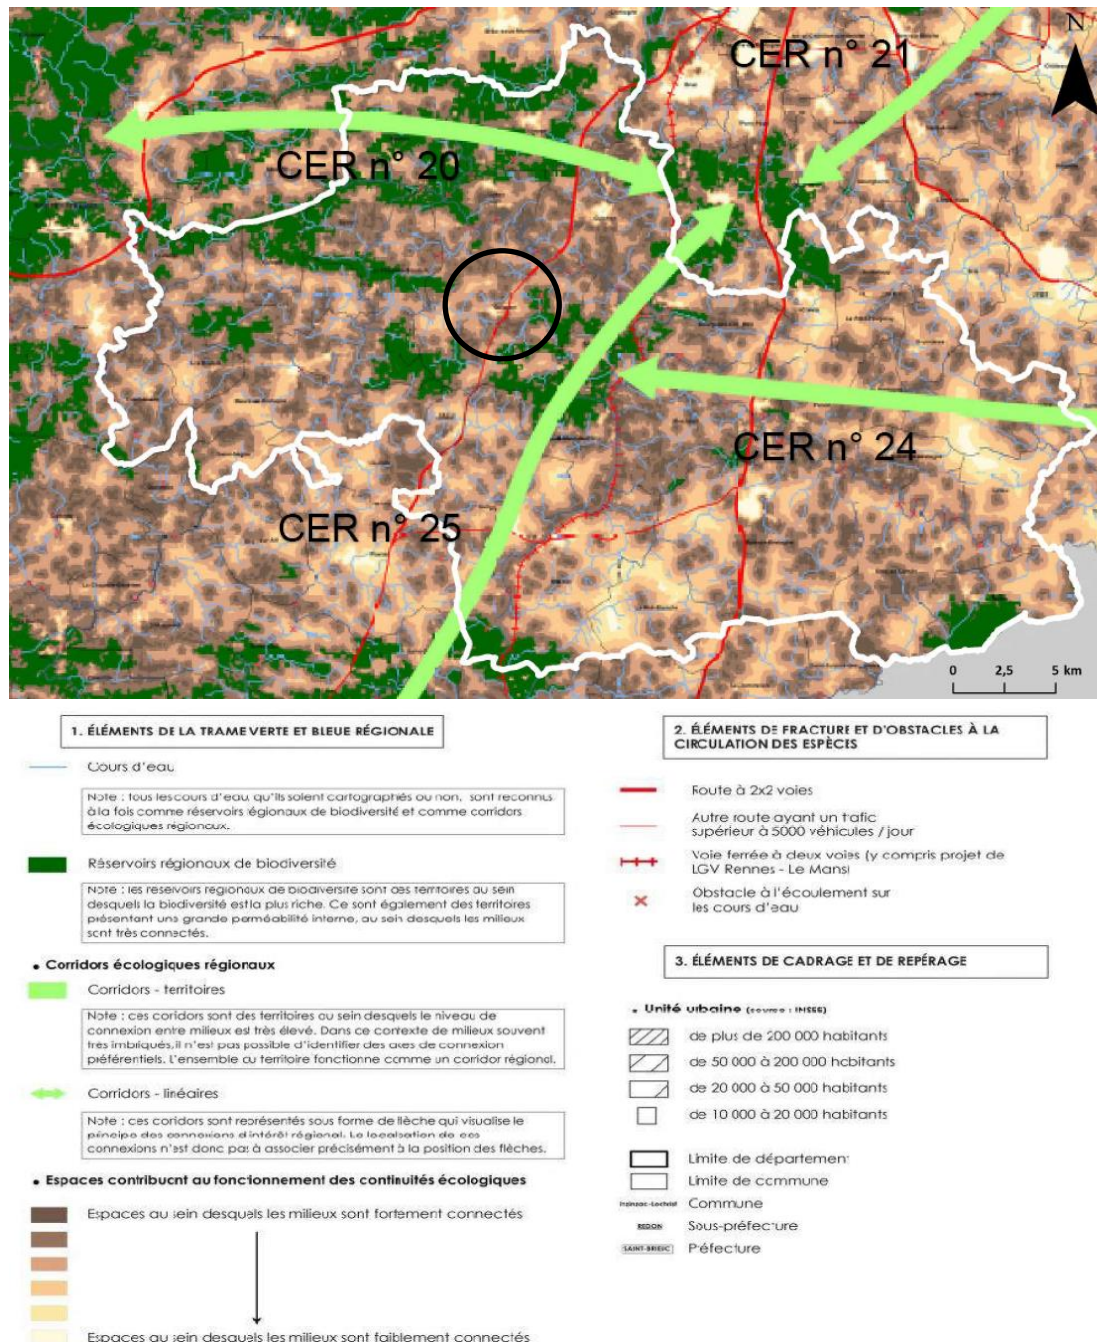 N
CER n° 21
CER n° 20
CER n° 24
CER n° 25
0 2,5 5 km
1. ÉLÉMENTS DE LA TRAME VERTE ET BLEUE RÉGIONALE
Cours d'eau
Note : tous les cours d'eau, qu'ils soient cartographiés ou non, sont reconnus
à la fois comme réservoirs régionaux de biodiversité et comme corridors
écologiques régionaux.
Réservoirs régionaux de biodiversité
Note : les réservoirs régionaux de biodiversité sont des territoires au sein
desquels la biodiversité est la plus riche. Ce sont également des territoires
présentant une grande perméabilité interne, au sein desquels les milieux
sont très connectés.
• Corridors écologiques régionaux
Corridors - territoires
Note : ces corridors sont des territoires au sein desquels le niveau de
connexion entre milieux est très élevé. Dans ce contexte de milieux souvent
très imbriqués, il n'est pas possible d'identifier des axes de connexion
préférentiels. L'ensemble du territoire fonctionne comme un corridor régional.
Corridors - linéaires
Note : ces corridors sont représentés sous forme de flèche qui visualise le
principe des connexions d'intérêt régional. La localisation de ces
connexions n'est donc pas à associer précisément à la position des flèches.
• Espaces contribuant au fonctionnement des continuités écologiques
Espaces au sein desquels les milieux sont fortement connectés
Espaces au sein desquels les milieux sont faiblement connectés
2. ÉLÉMENTS DE FRACTURE ET D'OBSTACLES À LA
CIRCULATION DES ESPÈCES
Route à 2x2 voies
Autre route ayant un trafic
supérieur à 5000 véhicules / jour
Voie ferrée à deux voies (y compris projet de
LGV Rennes - Le Mans)
Obstacle à l'écoulement sur
les cours d'eau
3. ÉLÉMENTS DE CADRAGE ET DE REPÉRAGE
• Unité urbaine (source : INSEE)
de plus de 200 000 habitants
de 50 000 à 200 000 habitants
de 20 000 à 50 000 habitants
de 10 000 à 20 000 habitants
Limite de département
Limite de commune
Inzinzac-Lochrist Commune
REDON Sous-préfecture
SAINT-BRIEUC Préfecture